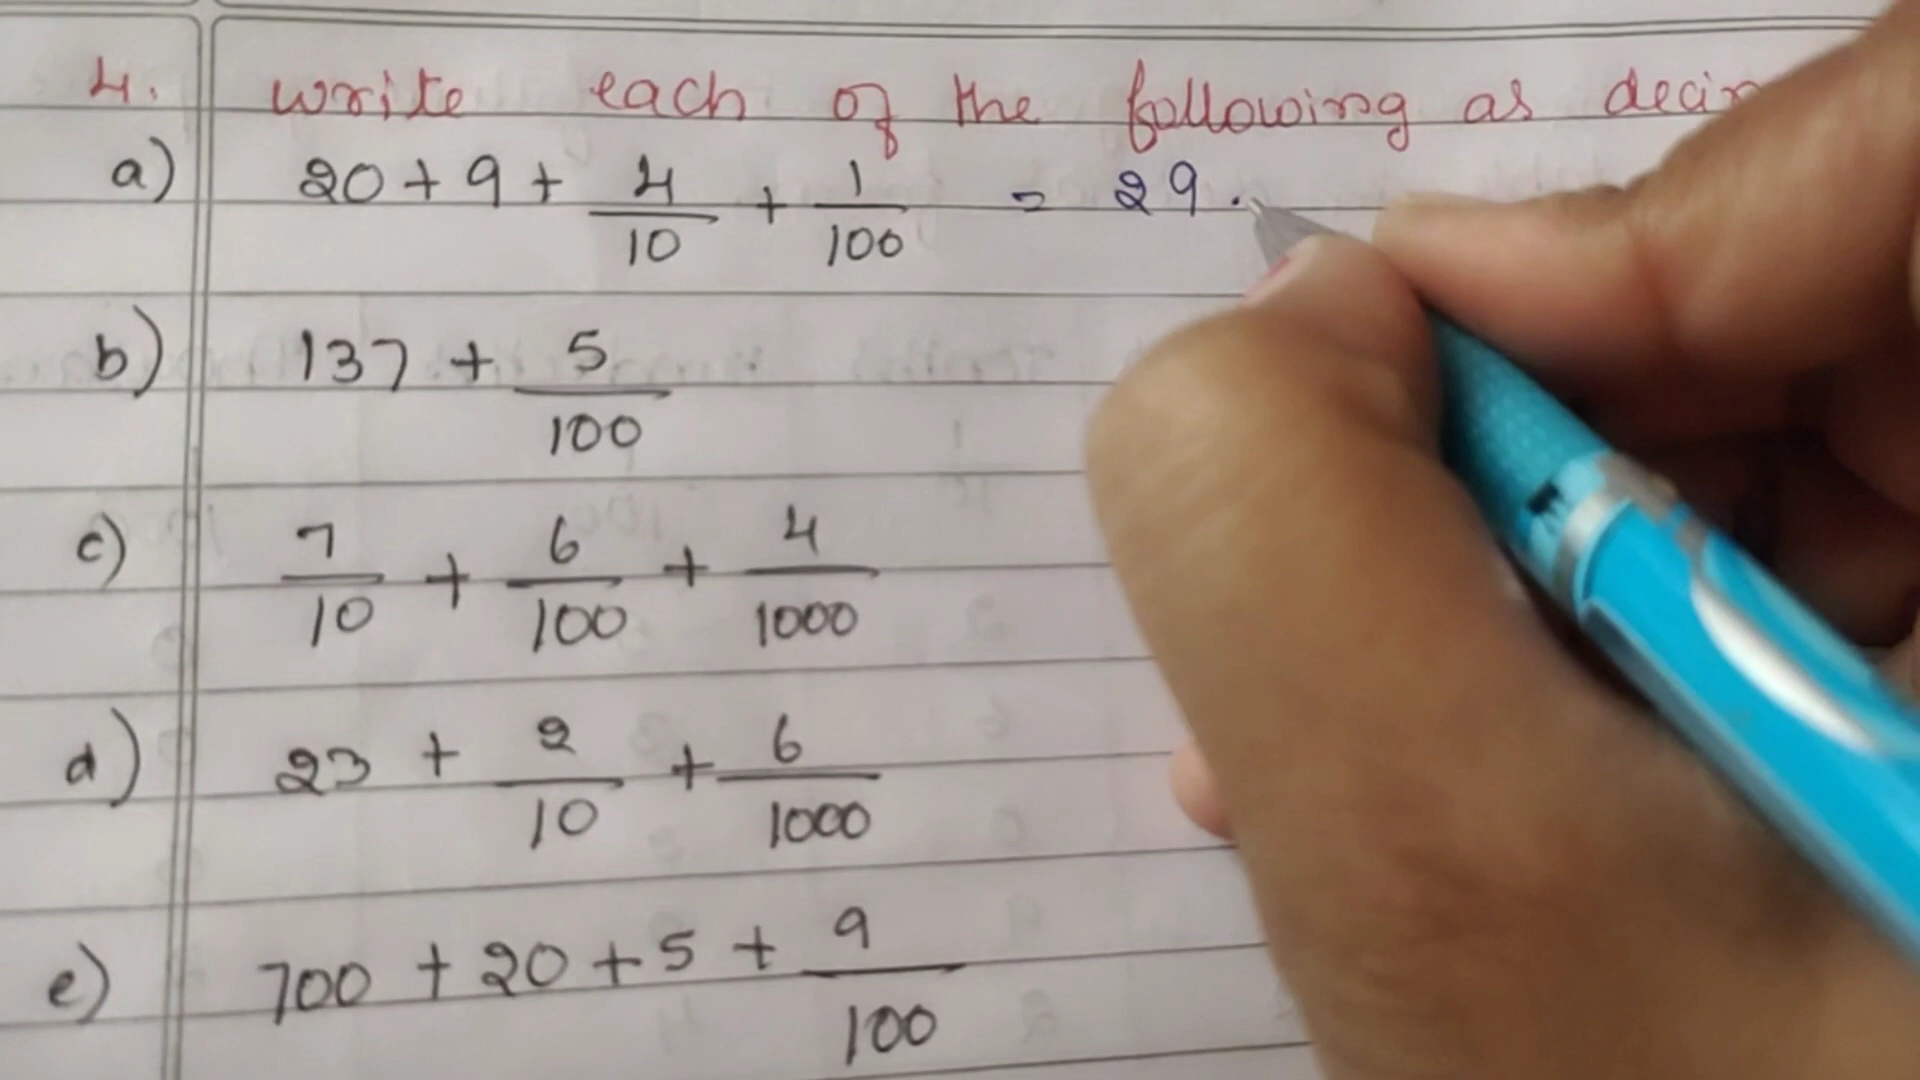 4. write each of the following as
a) 20 + 9 + 4/10 + 1/100 = 29.
b) 137 + 5/100
c) 7/10 + 6/100 + 4/1000
d) 23 + 2/10 + 6/1000
e) 700 + 20 + 5 + 9/100